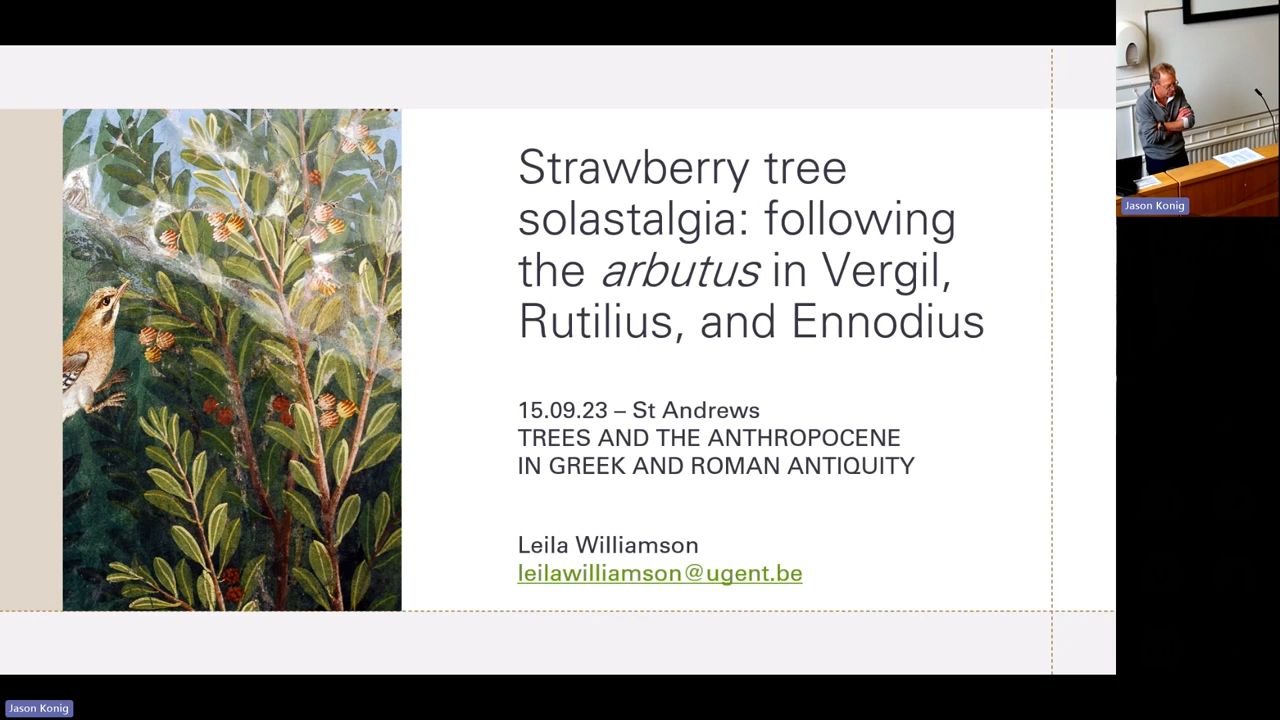 Strawberry tree
solastalgia: following
the arbutus in Vergil,
Rutilius, and Ennodius
15.09.23 – St Andrews
TREES AND THE ANTHROPOCENE
IN GREEK AND ROMAN ANTIQUITY
Leila Williamson
leilawilliamson@ugent.be
Jason Konig
Jason Konig